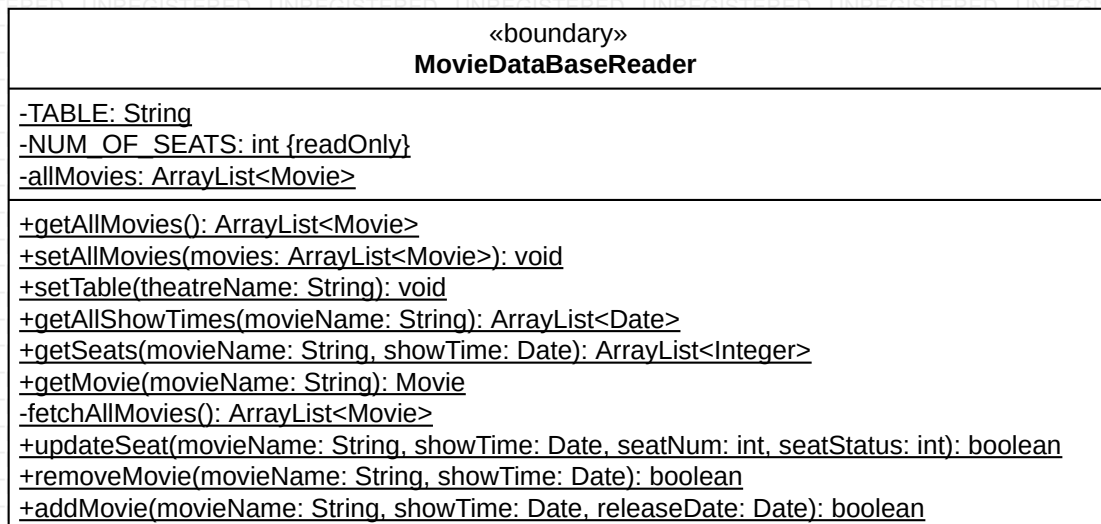 «boundary»
MovieDataBaseReader
-TABLE: String
-NUM_OF_SEATS: int {readOnly}
-allMovies: ArrayList<Movie>
+getAllMovies(): ArrayList<Movie>
+setAllMovies(movies: ArrayList<Movie>): void
+setTable(theatreName: String): void
+getAllShowTimes(movieName: String): ArrayList<Date>
+getSeats(movieName: String, showTime: Date): ArrayList<Integer>
+getMovie(movieName: String): Movie
-fetchAllMovies(): ArrayList<Movie>
+updateSeat(movieName: String, showTime: Date, seatNum: int, seatStatus: int): boolean
+removeMovie(movieName: String, showTime: Date): boolean
+addMovie(movieName: String, showTime: Date, releaseDate: Date): boolean